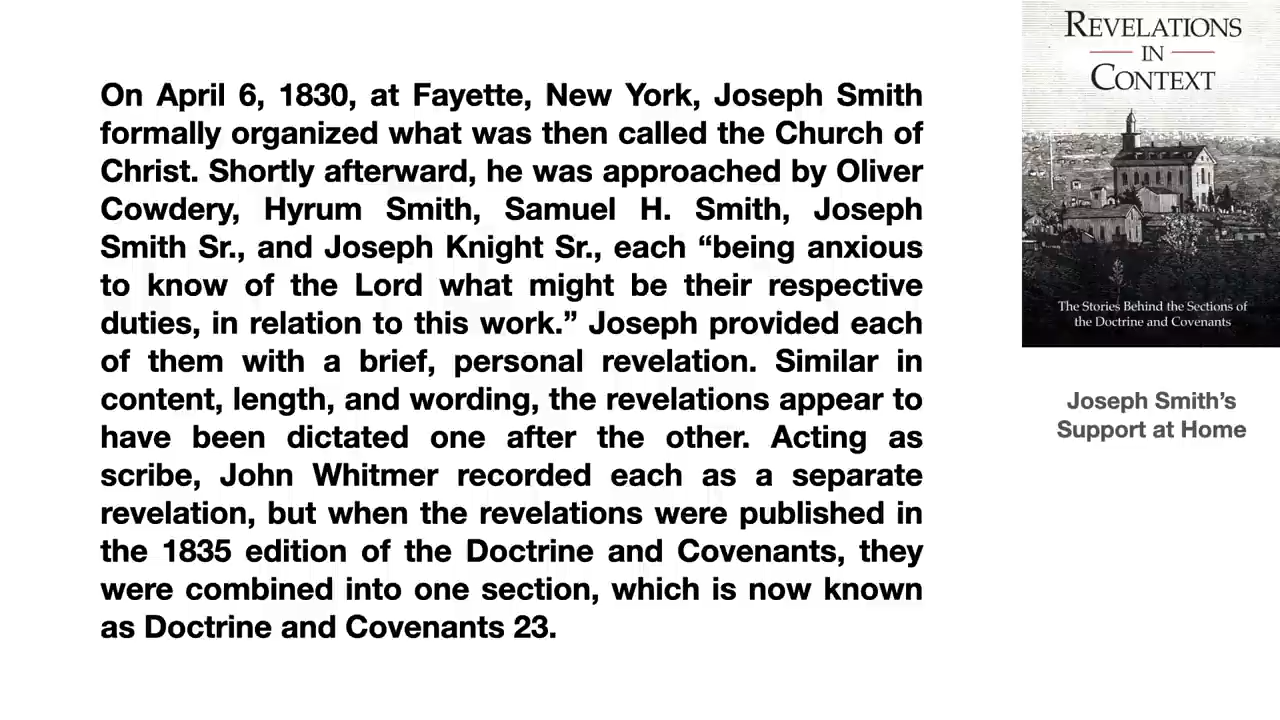 On April 6, 1830, at Fayette, New York, Joseph Smith
formally organized what was then called the Church of
Christ. Shortly afterward, he was approached by Oliver
Cowdery, Hyrum Smith, Samuel H. Smith, Joseph
Smith Sr., and Joseph Knight Sr., each “being anxious
to know of the Lord what might be their respective
duties, in relation to this work.” Joseph provided each
of them with a brief, personal revelation. Similar in
content, length, and wording, the revelations appear to
have been dictated one after the other. Acting as
scribe, John Whitmer recorded each as a separate
revelation, but when the revelations were published in
the 1835 edition of the Doctrine and Covenants, they
were combined into one section, which is now known
as Doctrine and Covenants 23.
REVELATIONS
IN
CONTEXT
The Stories Behind the Sections of
the Doctrine and Covenants
Joseph Smith’s
Support at Home